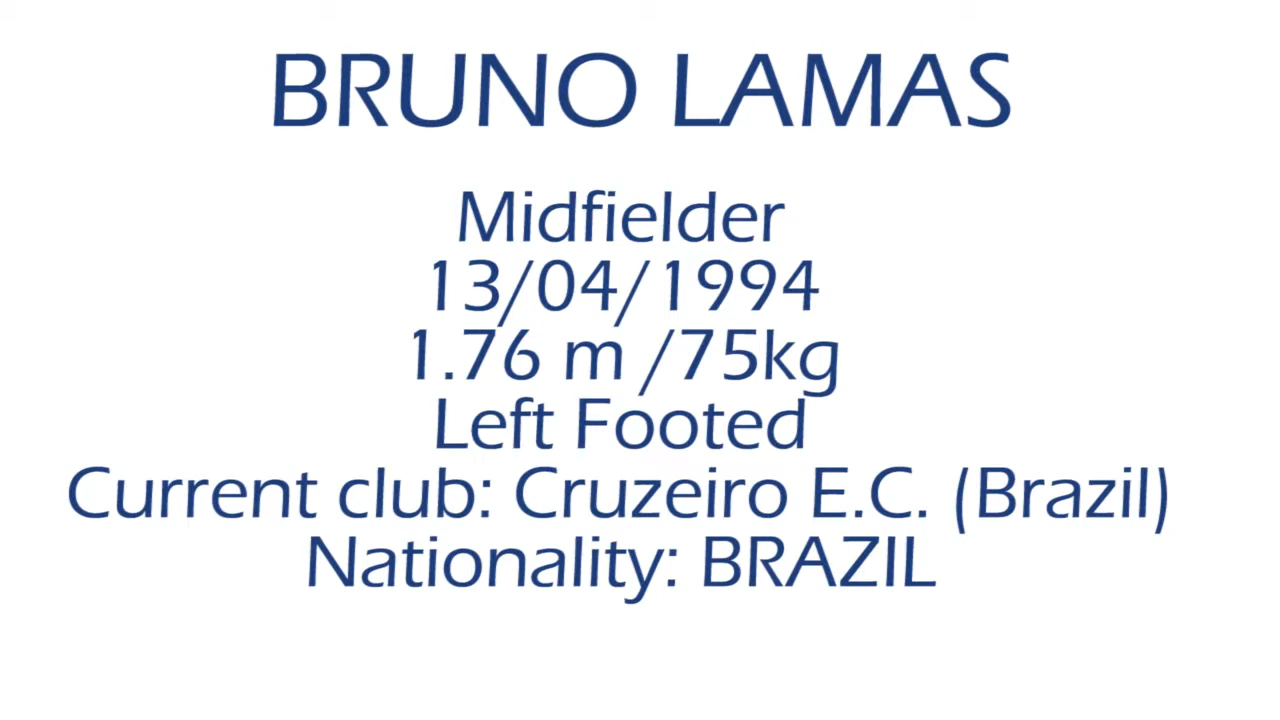 BRUNO LAMAS
Midfielder
13/04/1994
1.76 m /75kg
Left Footed
Current club: Cruzeiro E.C. (Brazil)
Nationality: BRAZIL